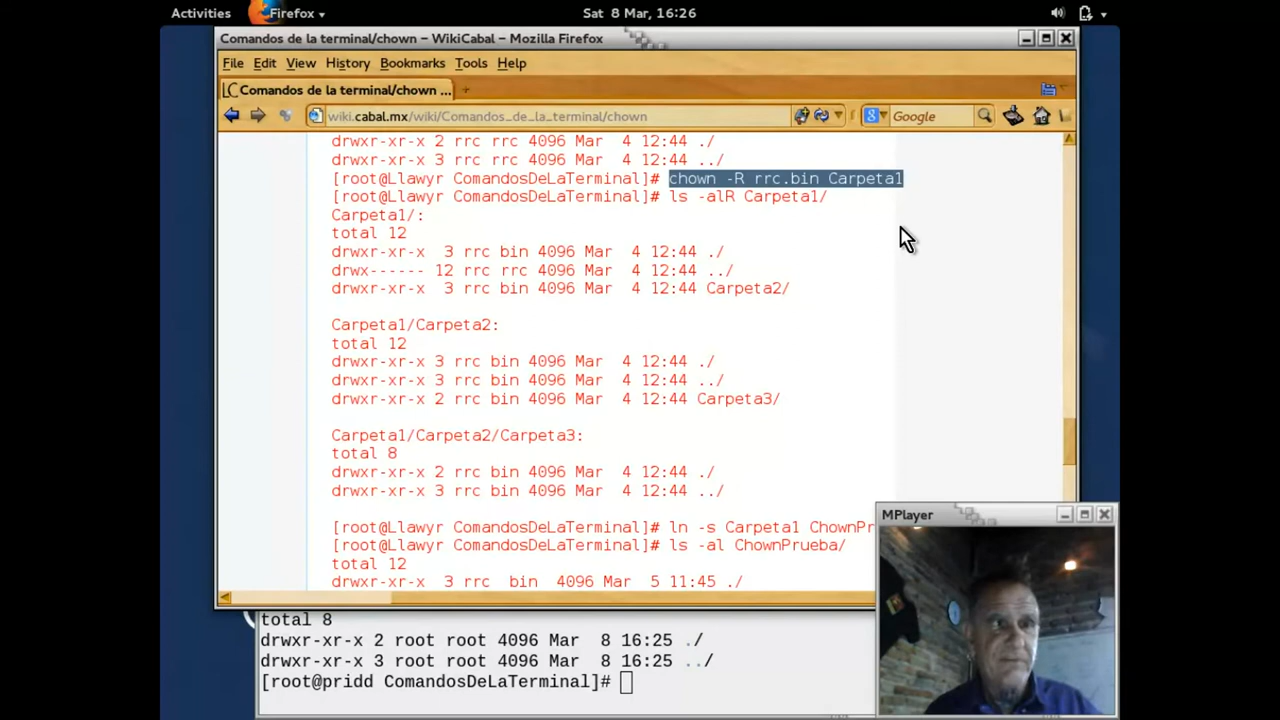 Activities Firefox Sat 8 Mar, 16:26
Comandos de la terminal/chown – WikiCabal – Mozilla Firefox
File Edit View History Bookmarks Tools Help
Comandos de la terminal/chown ...
wiki.cabal.mx/wiki/Comandos_de_la_terminal/chown Google
drwxr-xr-x 2 rrc rrc 4096 Mar  4 12:44 ./
drwxr-xr-x 3 rrc rrc 4096 Mar  4 12:44 ../
[root@Llawyr ComandosDeLaTerminal]# chown -R rrc.bin Carpeta1
[root@Llawyr ComandosDeLaTerminal]# ls -alR Carpeta1/
Carpeta1/:
total 12
drwxr-xr-x  3 rrc bin 4096 Mar  4 12:44 ./
drwx------ 12 rrc rrc 4096 Mar  4 12:44 ../
drwxr-xr-x  3 rrc bin 4096 Mar  4 12:44 Carpeta2/
Carpeta1/Carpeta2:
total 12
drwxr-xr-x 3 rrc bin 4096 Mar  4 12:44 ./
drwxr-xr-x 3 rrc bin 4096 Mar  4 12:44 ../
drwxr-xr-x 2 rrc bin 4096 Mar  4 12:44 Carpeta3/
Carpeta1/Carpeta2/Carpeta3:
total 8
drwxr-xr-x 2 rrc bin 4096 Mar  4 12:44 ./
drwxr-xr-x 3 rrc bin 4096 Mar  4 12:44 ../
[root@Llawyr ComandosDeLaTerminal]# ln -s Carpeta1 ChownPr
[root@Llawyr ComandosDeLaTerminal]# ls -al ChownPrueba/
total 12
drwxr-xr-x  3 rrc  bin  4096 Mar  5 11:45 ./
MPlayer
total 8
drwxr-xr-x 2 root root 4096 Mar  8 16:25 ./
drwxr-xr-x 3 root root 4096 Mar  8 16:25 ../
[root@pridd ComandosDeLaTerminal]#